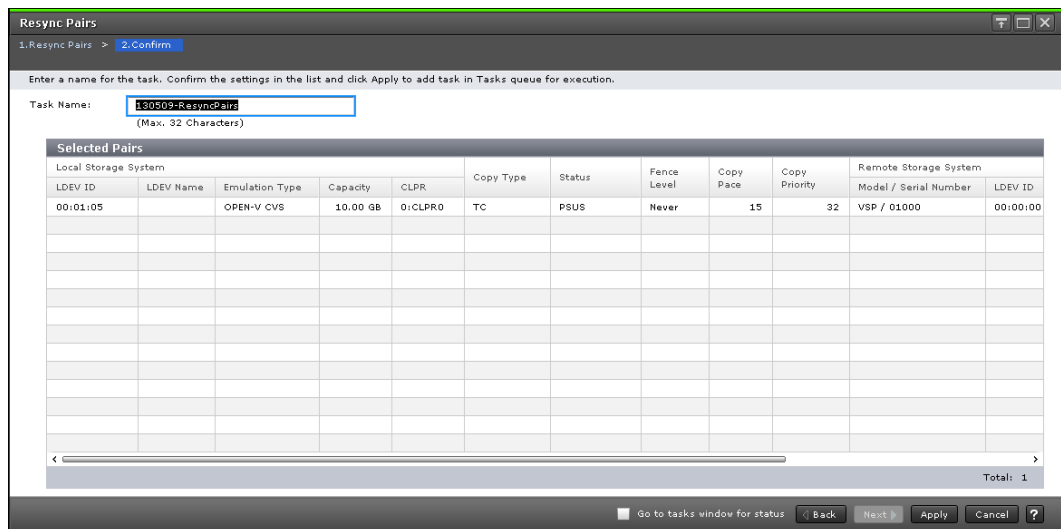 Resync Pairs
1.Resync Pairs > 2.Confirm
Enter a name for the task. Confirm the settings in the list and click Apply to add task in Tasks queue for execution.
Task Name: 130509-ResyncPairs
(Max. 32 Characters)
Selected Pairs
Local Storage System Copy Type Status Fence Level Copy Pace Copy Priority Remote Storage System
LDEV ID LDEV Name Emulation Type Capacity CLPR Model / Serial Number LDEV ID
00:01:05 OPEN-V CVS 10.00 GB 0:CLPR0 TC PSUS Never 15 32 VSP / 01000 00:00:00
Total: 1
Go to tasks window for status Back Next Apply Cancel ?